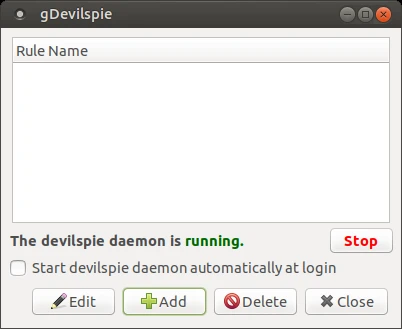 gDevilspie
Rule Name
The devilspie daemon is running. Stop
Start devilspie daemon automatically at login
Edit Add Delete Close